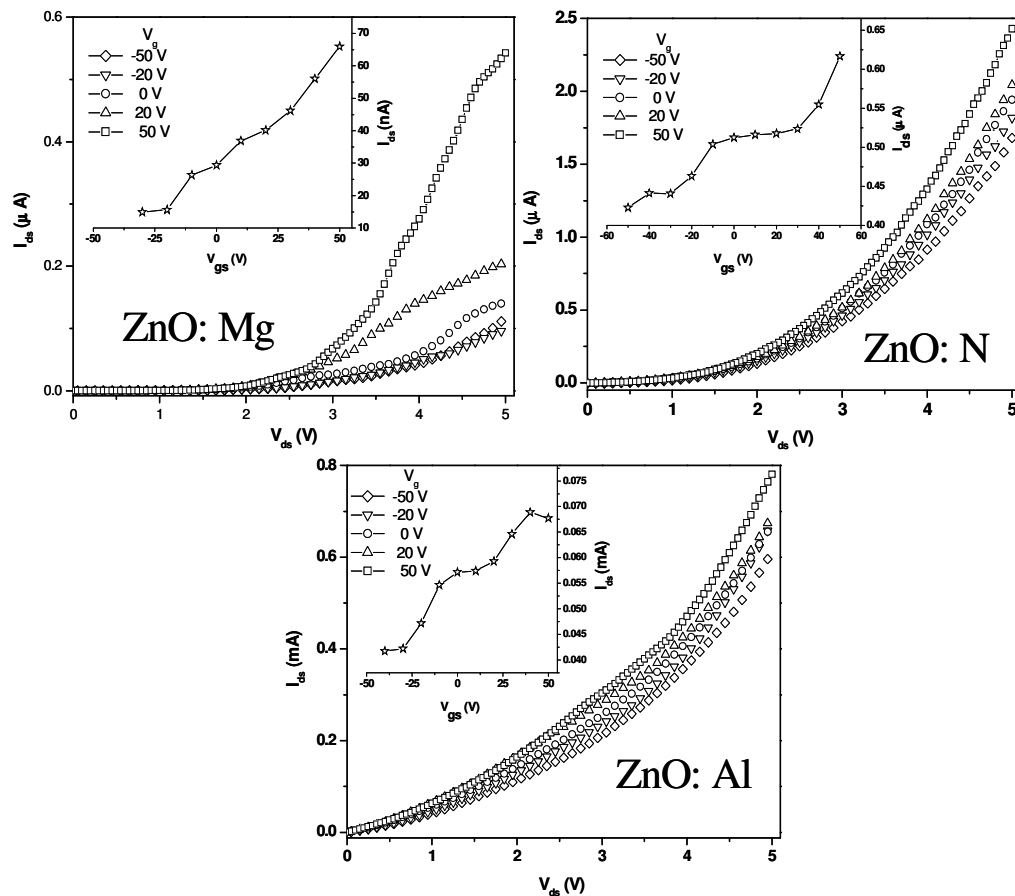 0.6
0.4
0.2
0.0
I_ds (μ A)
V_g
-50 V
-20 V
0 V
20 V
50 V
70
60
50
40
30
20
10
I_ds (nA)
-50 -25 0 25 50
V_gs (V)
ZnO: Mg
0 1 2 3 4 5
V_ds (V)
2.5
2.0
1.5
1.0
0.5
0.0
I_ds (μ A)
V_g
-50 V
-20 V
0 V
20 V
50 V
0.65
0.60
0.55
0.50
0.45
0.40
I_ds (μ A)
-60 -40 -20 0 20 40 60
V_gs (V)
ZnO: N
0 1 2 3 4 5
V_ds (V)
0.8
0.6
0.4
0.2
0.0
I_ds (mA)
V_g
-50 V
-20 V
0 V
20 V
50 V
0.075
0.070
0.065
0.060
0.055
0.050
0.045
0.040
I_ds (mA)
-50 -25 0 25 50
V_gs (V)
ZnO: Al
0 1 2 3 4 5
V_ds (V)